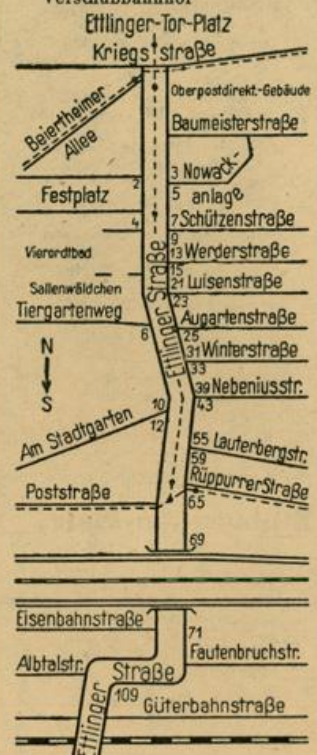 Verschubbahnhof
Ettlinger-Tor-Platz
Kriegsstraße
Oberpostdirekt.-Gebäude
Beiertheimer
Allee
Baumeisterstraße
3 Nowack-
2
5 anlage
Festplatz
4
7 Schützenstraße
9
Vierordtbad
13 Werderstraße
15
Sallenwäldchen
21 Luisenstraße
23
Ettlinger Straße
Tiergartenweg
6
Augartenstraße
25
N
31 Winterstraße
33
S
39 Nebeniusstr.
10
43
Am Stadtgarten
12
55 Lauterbergstr.
59
Rüppurrer Straße
Poststraße
65
69
Eisenbahnstraße
71
Fautenbruchstr.
Albtalstr.
Ettlinger Straße
109
Güterbahnstraße